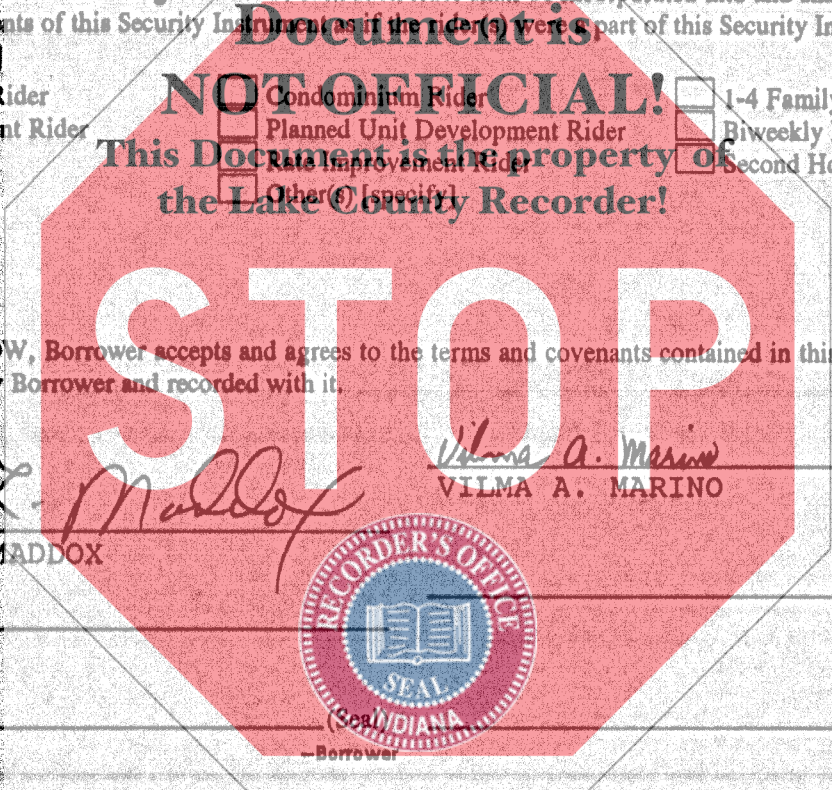 nts of this Security Instrument as if the rider(s) were a part of this Security In
Document is
NOT OFFICIAL!
This Document is the property of
the Lake County Recorder!
Rider
Condominium Rider
1-4 Family
nt Rider
Planned Unit Development Rider
Biweekly
Rate Improvement Rider
Second Ho
Other(s) [specify]
STOP
W, Borrower accepts and agrees to the terms and covenants contained in this
Borrower and recorded with it.
Maddox
Vilma A. Marino
VILMA A. MARINO
MADDOX
RECORDER'S OFFICE
SEAL
INDIANA
(Seal)
—Borrower